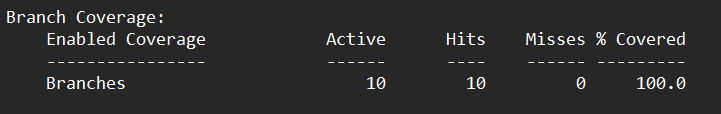 Branch Coverage:
    Enabled Coverage            Active      Hits    Misses % Covered
    ----------------            ------      ----    ------ ---------
    Branches                        10        10         0     100.0